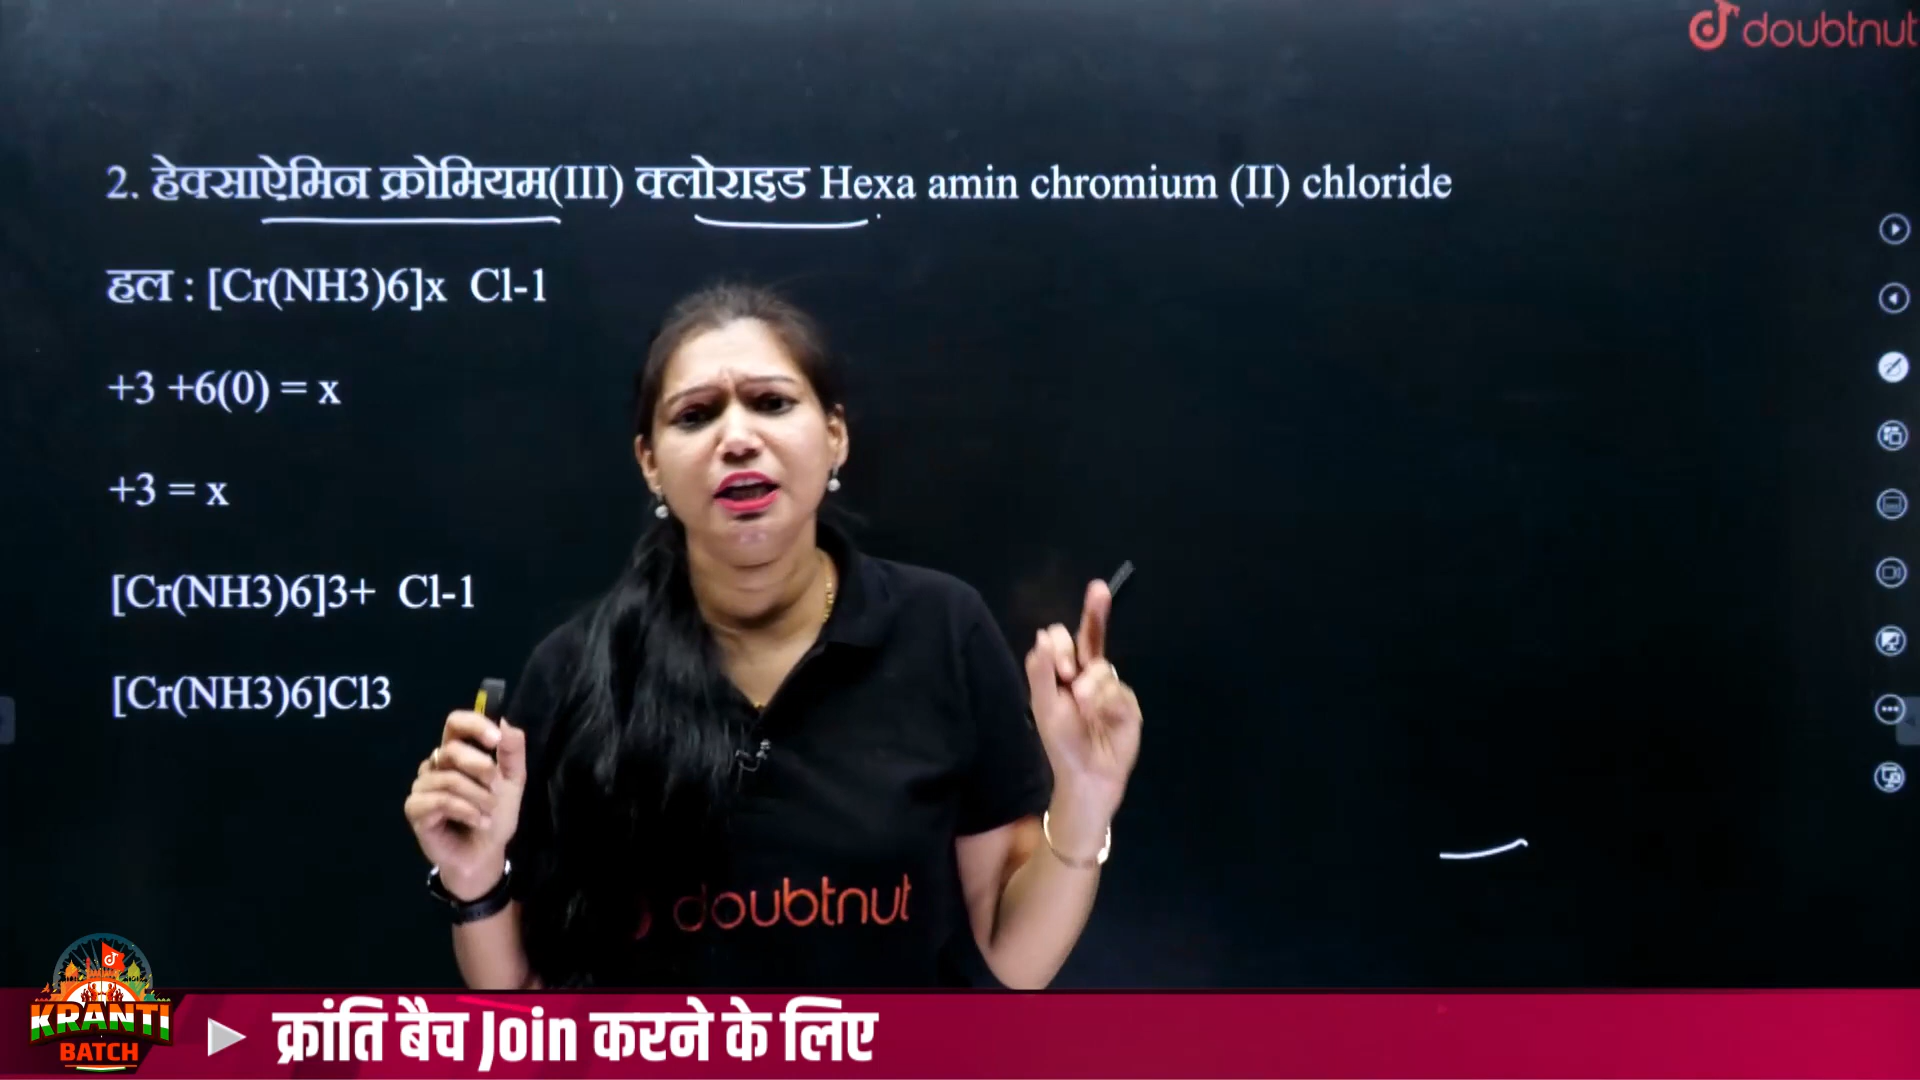 doubtnut
2. हेक्साऐमिन क्रोमियम(III) क्लोराइड Hexa amin chromium (II) chloride
हल : [Cr(NH3)6]x Cl-1
+3 +6(0) = x
+3 = x
[Cr(NH3)6]3+ Cl-1
[Cr(NH3)6]Cl3
doubtnut
KRANTI
BATCH
क्रांति बैच Join करने के लिए